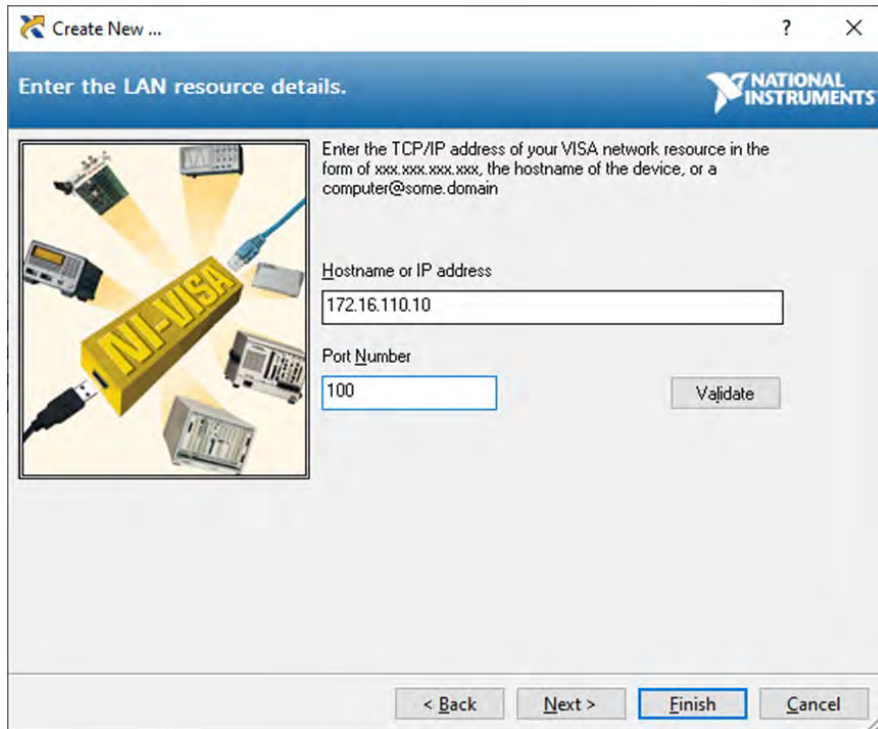 Create New ...
?
Enter the LAN resource details.
NATIONAL
INSTRUMENTS
Enter the TCP/IP address of your VISA network resource in the
form of xxx.xxx.xxx.xxx, the hostname of the device, or a
computer@some.domain
NI-VISA
Hostname or IP address
172.16.110.10
Port Number
100
Validate
< Back
Next >
Finish
Cancel